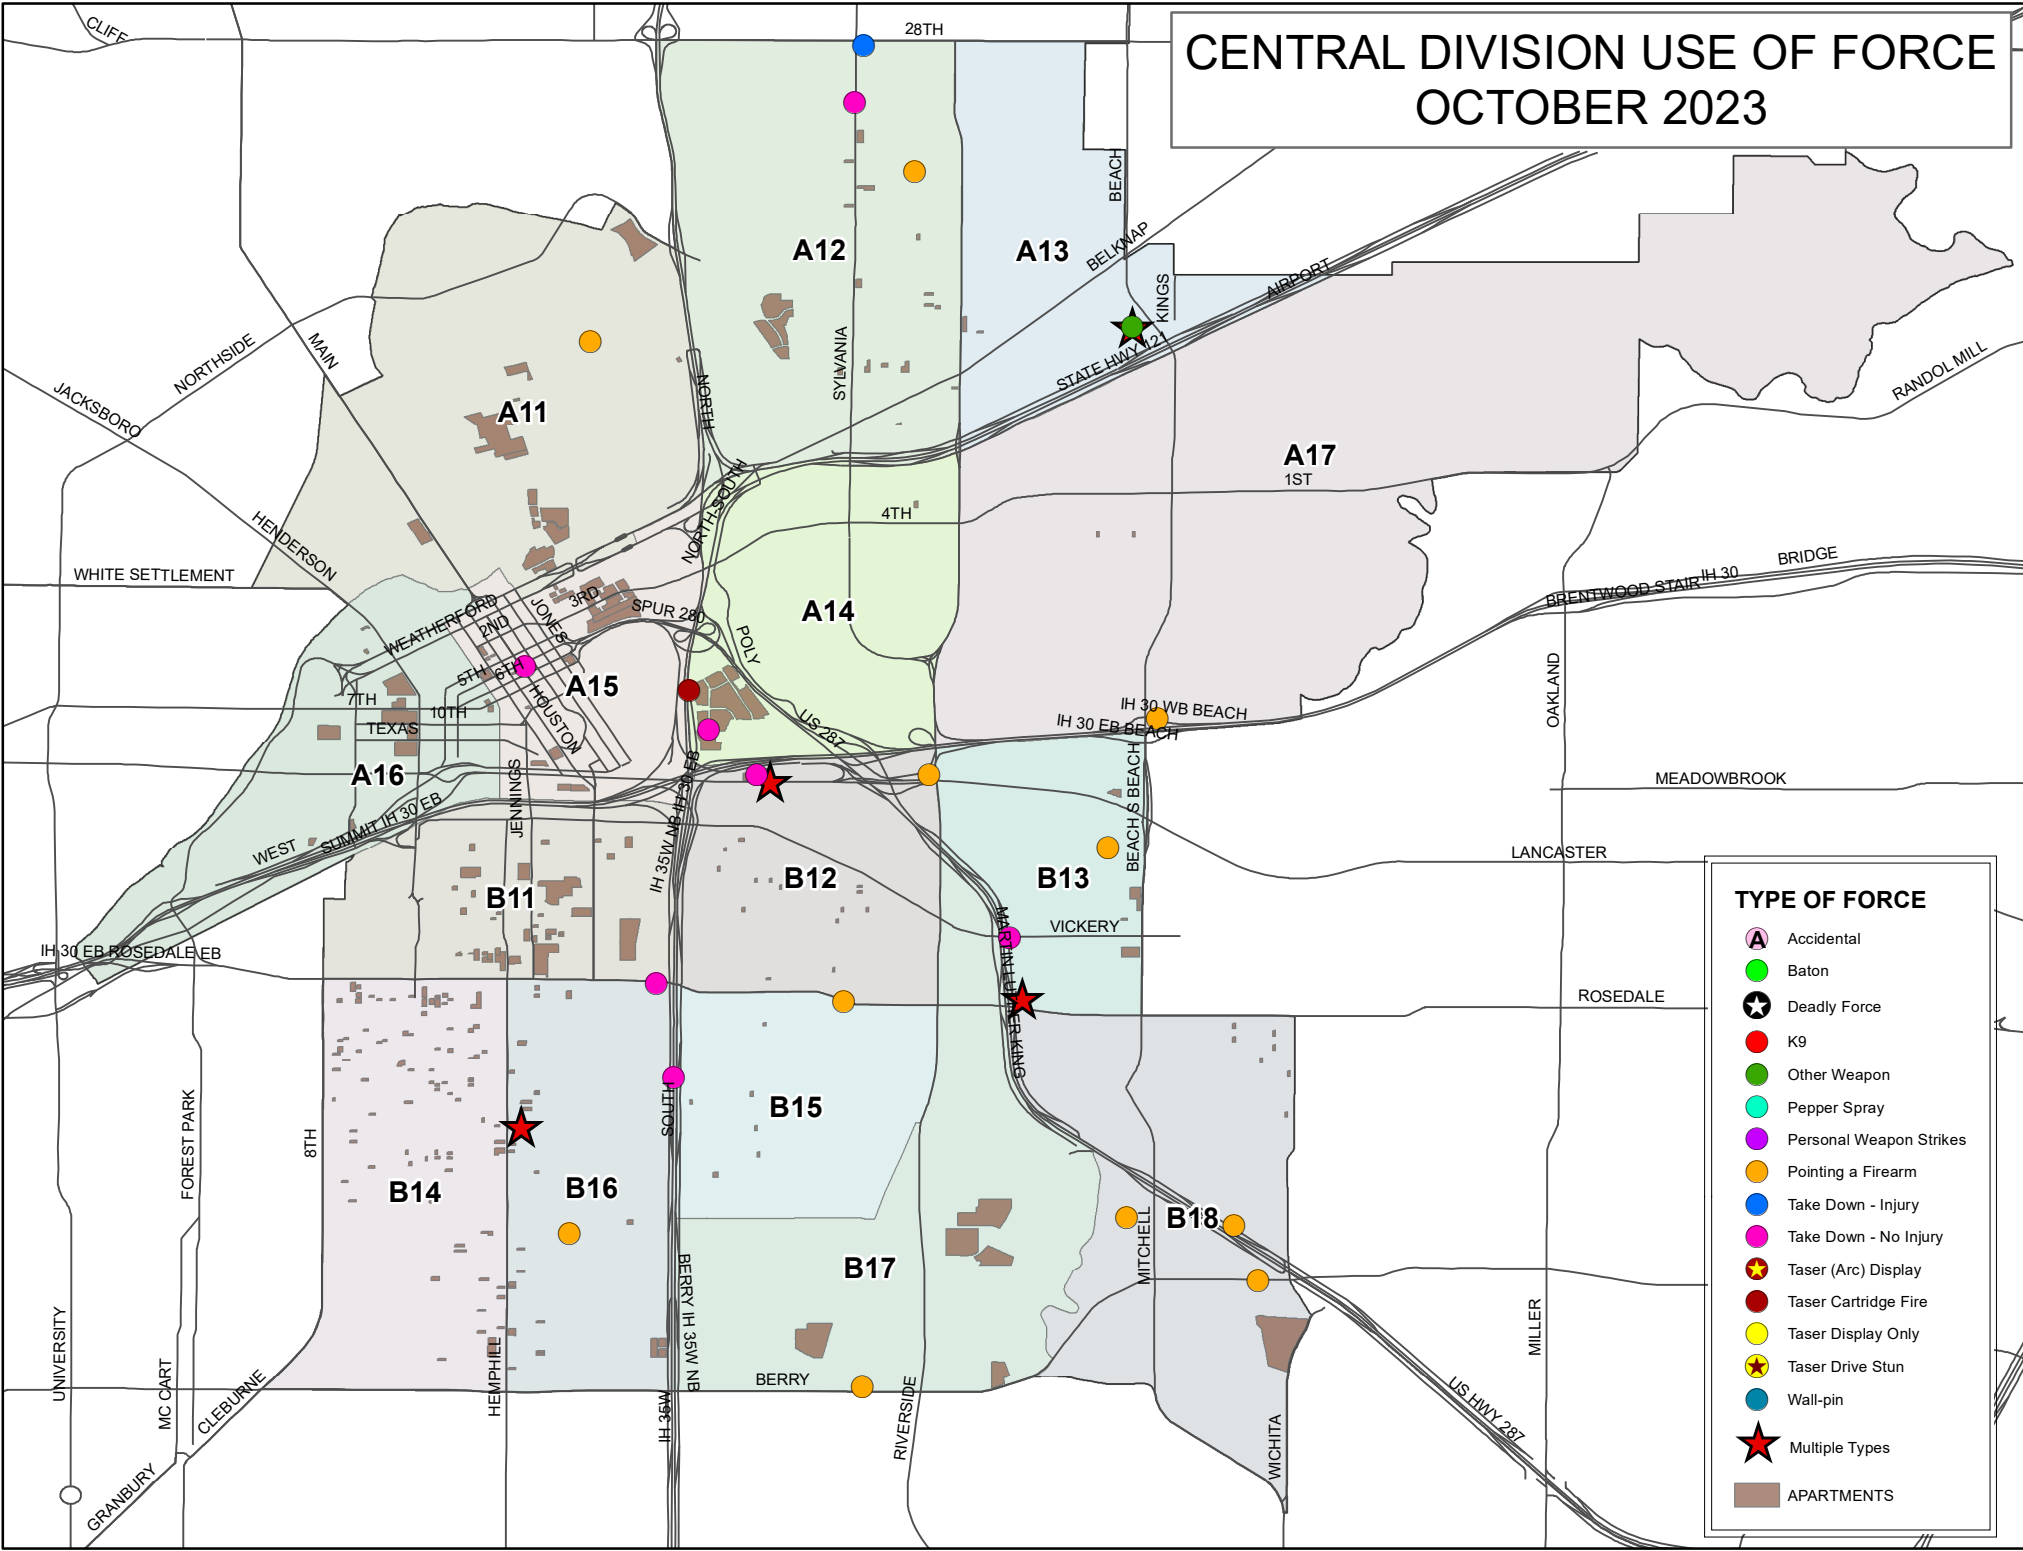 CENTRAL DIVISION USE OF FORCE
OCTOBER 2023
CLIFF
28TH
BEACH
A12
A13
BELKNAP
AIRPORT
KINGS
NORTHSIDE
MAIN
SYLVANIA
STATE HWY 121
RANDOL MILL
JACKSBORO
NORTH
A11
A17
1ST
HENDERSON
NORTH-SOUTH
4TH
WHITE SETTLEMENT
BRIDGE
IH 30
BRENTWOOD STAIR
WEATHERFORD
JONES
3RD
2ND
SPUR 280
A14
POLY
5TH
6TH
A15
7TH
10TH
HOUSTON
TEXAS
US 287
IH 30 WB BEACH
IH 30 EB BEACH
OAKLAND
A16
JENNINGS
IH 35W NB IH 30 EB
BEACH S BEACH
MEADOWBROOK
SUMMIT IH 30 EB
WEST
LANCASTER
B11
B12
B13
VICKERY
MARTIN LUTHER KING
IH 30 EB ROSEDALE EB
ROSEDALE
SOUTH
B15
8TH
FOREST PARK
B14
B16
B18
MITCHELL
B17
BERRY IH 35W NB
UNIVERSITY
MC CART
CLEBURNE
HEMPHILL
BERRY
IH 35W
RIVERSIDE
MILLER
US HWY 287
WICHITA
GRANBURY
TYPE OF FORCE
A Accidental
Baton
Deadly Force
K9
Other Weapon
Pepper Spray
Personal Weapon Strikes
Pointing a Firearm
Take Down - Injury
Take Down - No Injury
Taser (Arc) Display
Taser Cartridge Fire
Taser Display Only
Taser Drive Stun
Wall-pin
Multiple Types
APARTMENTS